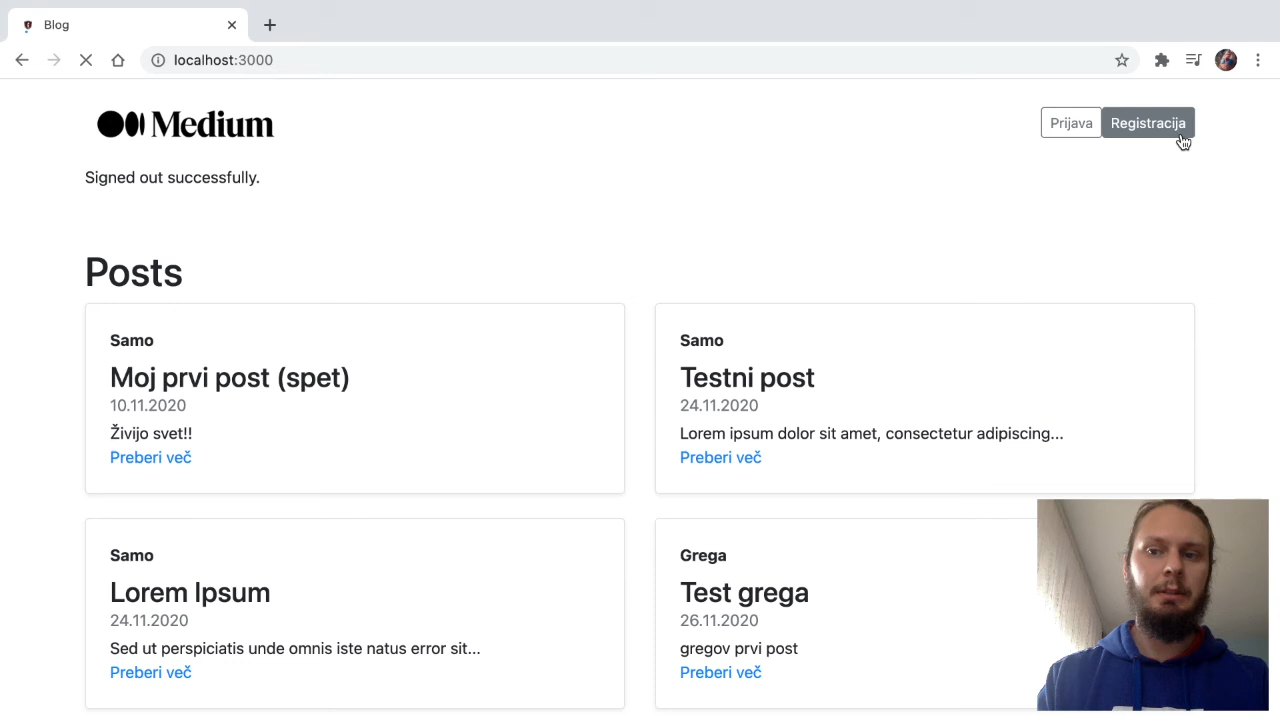 Blog
localhost:3000
Medium
Prijava
Registracija
Signed out successfully.
Posts
Samo
Moj prvi post (spet)
10.11.2020
Živijo svet!!
Preberi več
Samo
Testni post
24.11.2020
Lorem ipsum dolor sit amet, consectetur adipiscing...
Preberi več
Samo
Lorem Ipsum
24.11.2020
Sed ut perspiciatis unde omnis iste natus error sit...
Preberi več
Grega
Test grega
26.11.2020
gregov prvi post
Preberi več